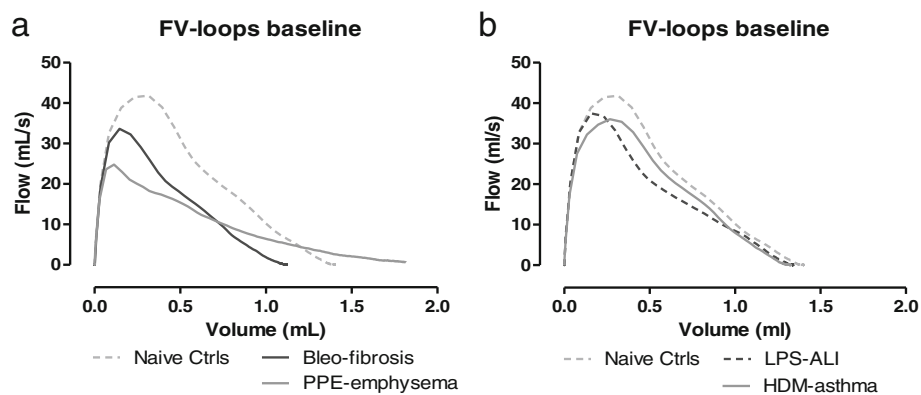 a
FV-loops baseline
50
40
30
20
10
0
Flow (mL/s)
0.0 0.5 1.0 1.5 2.0
Volume (mL)
Naive Ctrls
Bleo-fibrosis
PPE-emphysema
b
FV-loops baseline
50
40
30
20
10
0
Flow (ml/s)
0.0 0.5 1.0 1.5 2.0
Volume (ml)
Naive Ctrls
LPS-ALI
HDM-asthma